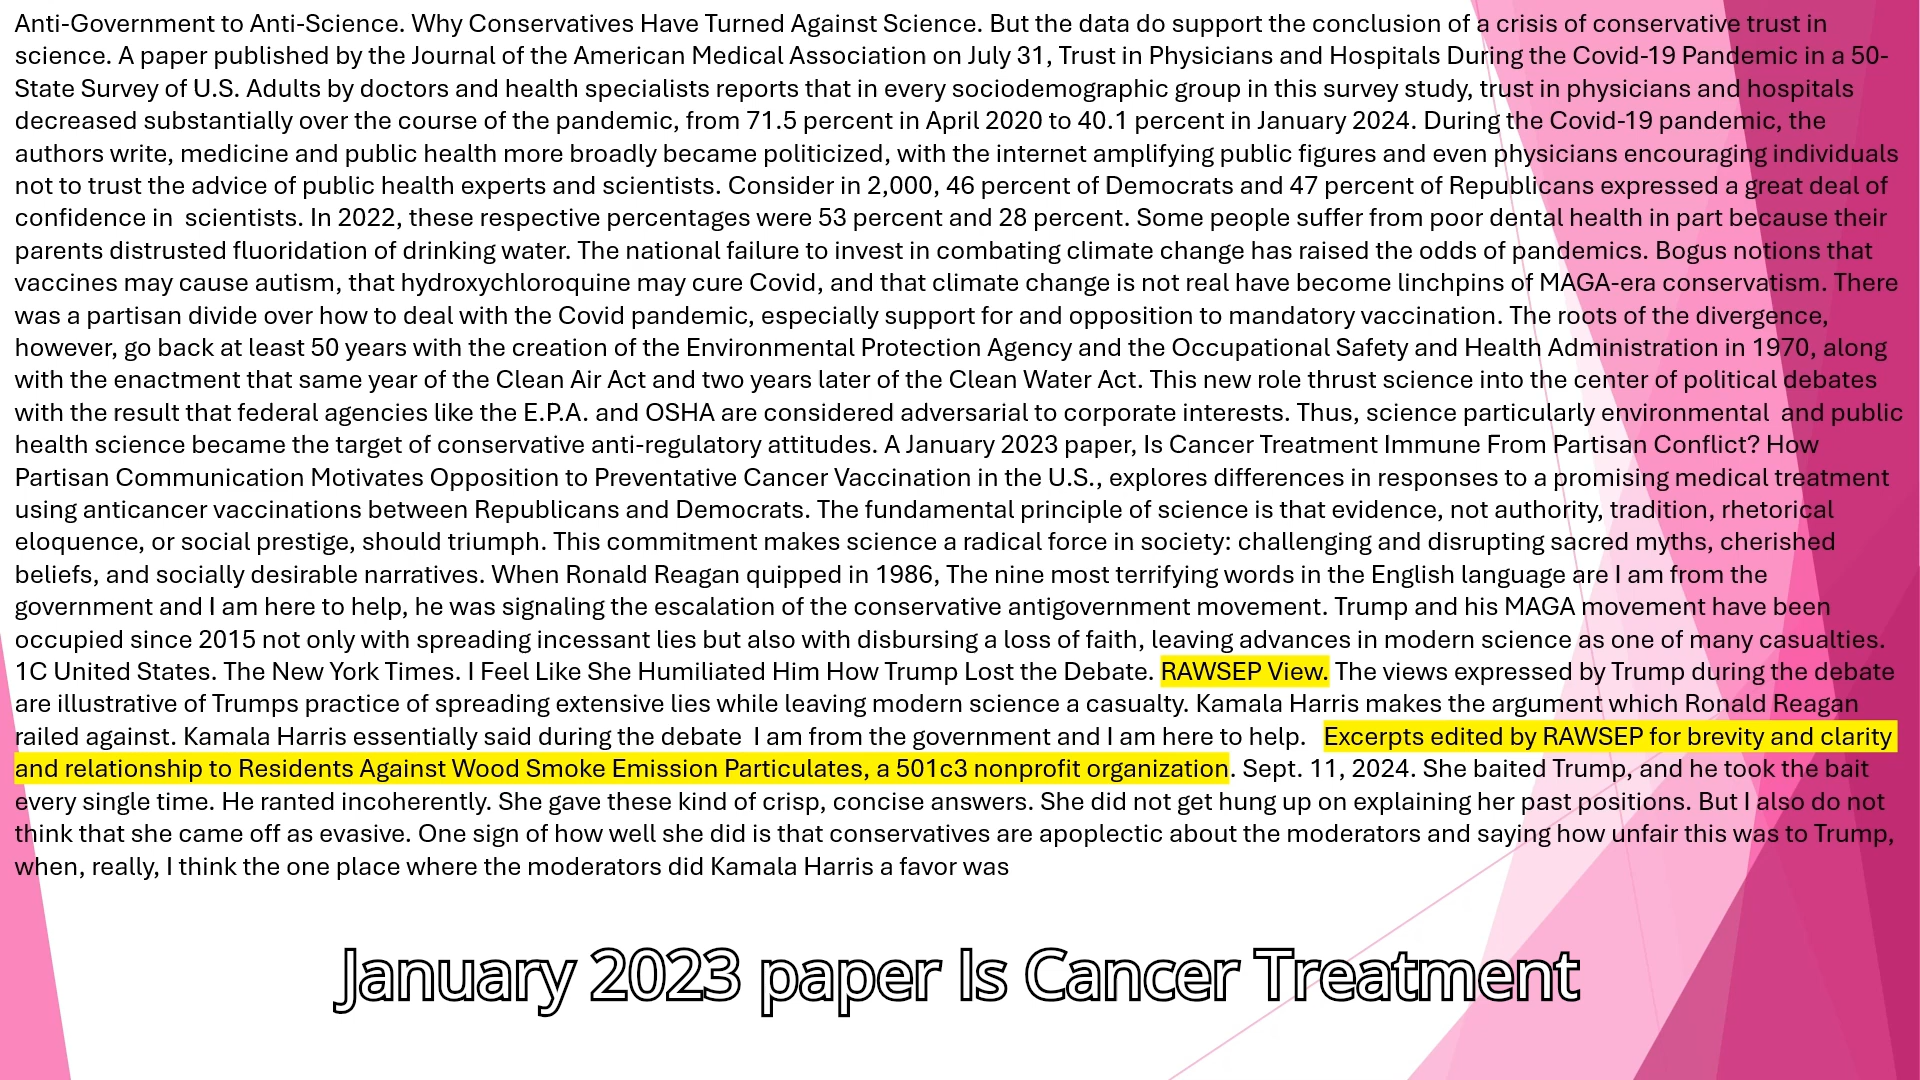 Anti-Government to Anti-Science. Why Conservatives Have Turned Against Science. But the data do support the conclusion of a crisis of conservative trust in
science. A paper published by the Journal of the American Medical Association on July 31, Trust in Physicians and Hospitals During the Covid-19 Pandemic in a 50-
State Survey of U.S. Adults by doctors and health specialists reports that in every sociodemographic group in this survey study, trust in physicians and hospitals
decreased substantially over the course of the pandemic, from 71.5 percent in April 2020 to 40.1 percent in January 2024. During the Covid-19 pandemic, the
authors write, medicine and public health more broadly became politicized, with the internet amplifying public figures and even physicians encouraging individuals
not to trust the advice of public health experts and scientists. Consider in 2,000, 46 percent of Democrats and 47 percent of Republicans expressed a great deal of
confidence in  scientists. In 2022, these respective percentages were 53 percent and 28 percent. Some people suffer from poor dental health in part because their
parents distrusted fluoridation of drinking water. The national failure to invest in combating climate change has raised the odds of pandemics. Bogus notions that
vaccines may cause autism, that hydroxychloroquine may cure Covid, and that climate change is not real have become linchpins of MAGA-era conservatism. There
was a partisan divide over how to deal with the Covid pandemic, especially support for and opposition to mandatory vaccination. The roots of the divergence,
however, go back at least 50 years with the creation of the Environmental Protection Agency and the Occupational Safety and Health Administration in 1970, along
with the enactment that same year of the Clean Air Act and two years later of the Clean Water Act. This new role thrust science into the center of political debates
with the result that federal agencies like the E.P.A. and OSHA are considered adversarial to corporate interests. Thus, science particularly environmental  and public
health science became the target of conservative anti-regulatory attitudes. A January 2023 paper, Is Cancer Treatment Immune From Partisan Conflict? How
Partisan Communication Motivates Opposition to Preventative Cancer Vaccination in the U.S., explores differences in responses to a promising medical treatment
using anticancer vaccinations between Republicans and Democrats. The fundamental principle of science is that evidence, not authority, tradition, rhetorical
eloquence, or social prestige, should triumph. This commitment makes science a radical force in society: challenging and disrupting sacred myths, cherished
beliefs, and socially desirable narratives. When Ronald Reagan quipped in 1986, The nine most terrifying words in the English language are I am from the
government and I am here to help, he was signaling the escalation of the conservative antigovernment movement. Trump and his MAGA movement have been
occupied since 2015 not only with spreading incessant lies but also with disbursing a loss of faith, leaving advances in modern science as one of many casualties.
1C United States. The New York Times. I Feel Like She Humiliated Him How Trump Lost the Debate. RAWSEP View. The views expressed by Trump during the debate
are illustrative of Trumps practice of spreading extensive lies while leaving modern science a casualty. Kamala Harris makes the argument which Ronald Reagan
railed against. Kamala Harris essentially said during the debate  I am from the government and I am here to help.   Excerpts edited by RAWSEP for brevity and clarity
and relationship to Residents Against Wood Smoke Emission Particulates, a 501c3 nonprofit organization. Sept. 11, 2024. She baited Trump, and he took the bait
every single time. He ranted incoherently. She gave these kind of crisp, concise answers. She did not get hung up on explaining her past positions. But I also do not
think that she came off as evasive. One sign of how well she did is that conservatives are apoplectic about the moderators and saying how unfair this was to Trump,
when, really, I think the one place where the moderators did Kamala Harris a favor was
January 2023 paper Is Cancer Treatment